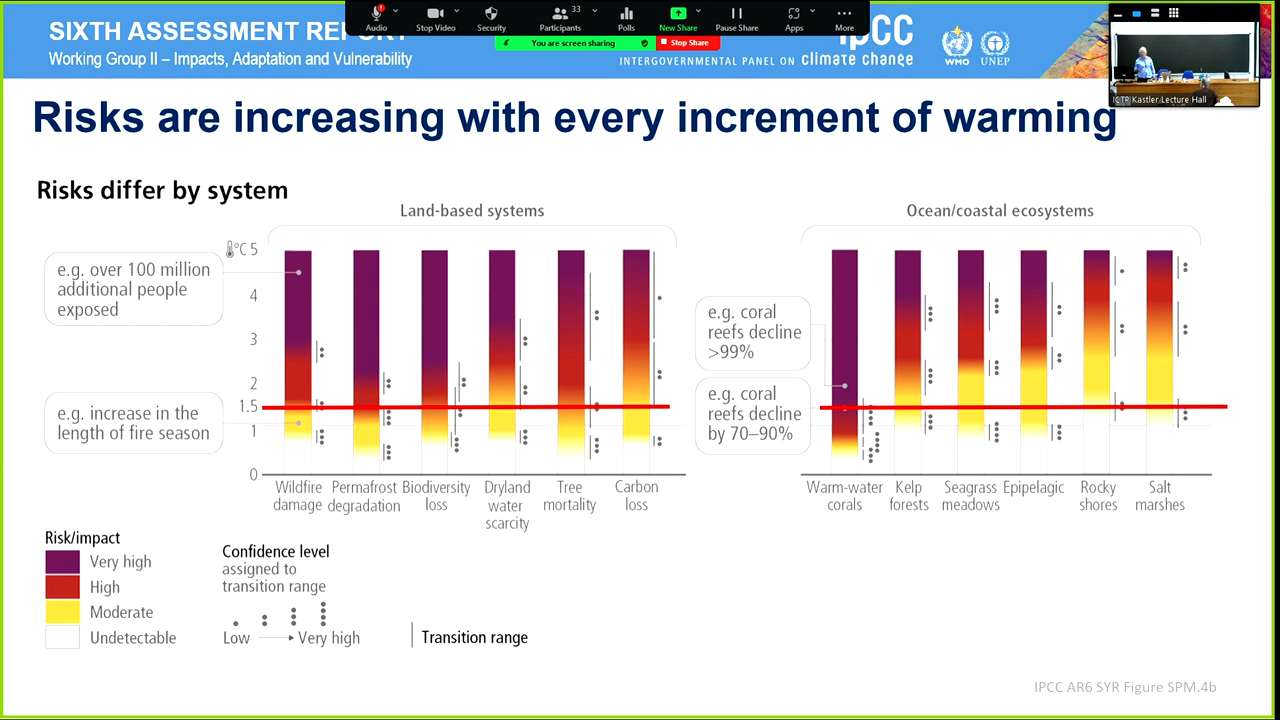 SIXTH ASSESSMENT REPORT
Working Group II – Impacts, Adaptation and Vulnerability
Audio
Stop Video
Security
Participants
33
Polls
New Share
Pause Share
Apps
More
You are screen sharing
Stop Share
ipcc
INTERGOVERNMENTAL PANEL ON climate change
WMO
UNEP
ICTP Kastler Lecture Hall
Risks are increasing with every increment of warming
Risks differ by system
Land-based systems
°C 5
4
3
2
1.5
1
0
e.g. over 100 million
additional people
exposed
e.g. increase in the
length of fire season
Wildfire
damage
Permafrost
degradation
Biodiversity
loss
Dryland
water
scarcity
Tree
mortality
Carbon
loss
Ocean/coastal ecosystems
e.g. coral
reefs decline
>99%
e.g. coral
reefs decline
by 70–90%
Warm-water
corals
Kelp
forests
Seagrass
meadows
Epipelagic
Rocky
shores
Salt
marshes
Risk/impact
Very high
High
Moderate
Undetectable
Confidence level
assigned to
transition range
Low
Very high
Transition range
IPCC AR6 SYR Figure SPM.4b